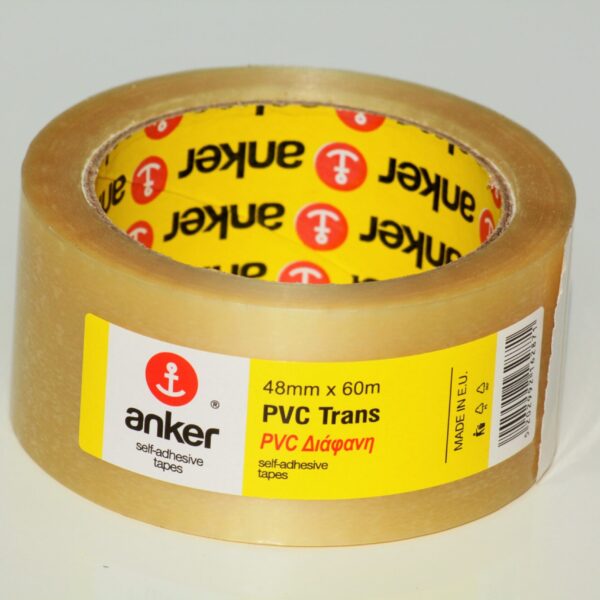 anker
anker
anker
anker
anker
®
self-adhesive
tapes
48mm x 60m
PVC Trans
PVC Διάφανη
self-adhesive
tapes
MADE IN E.U.